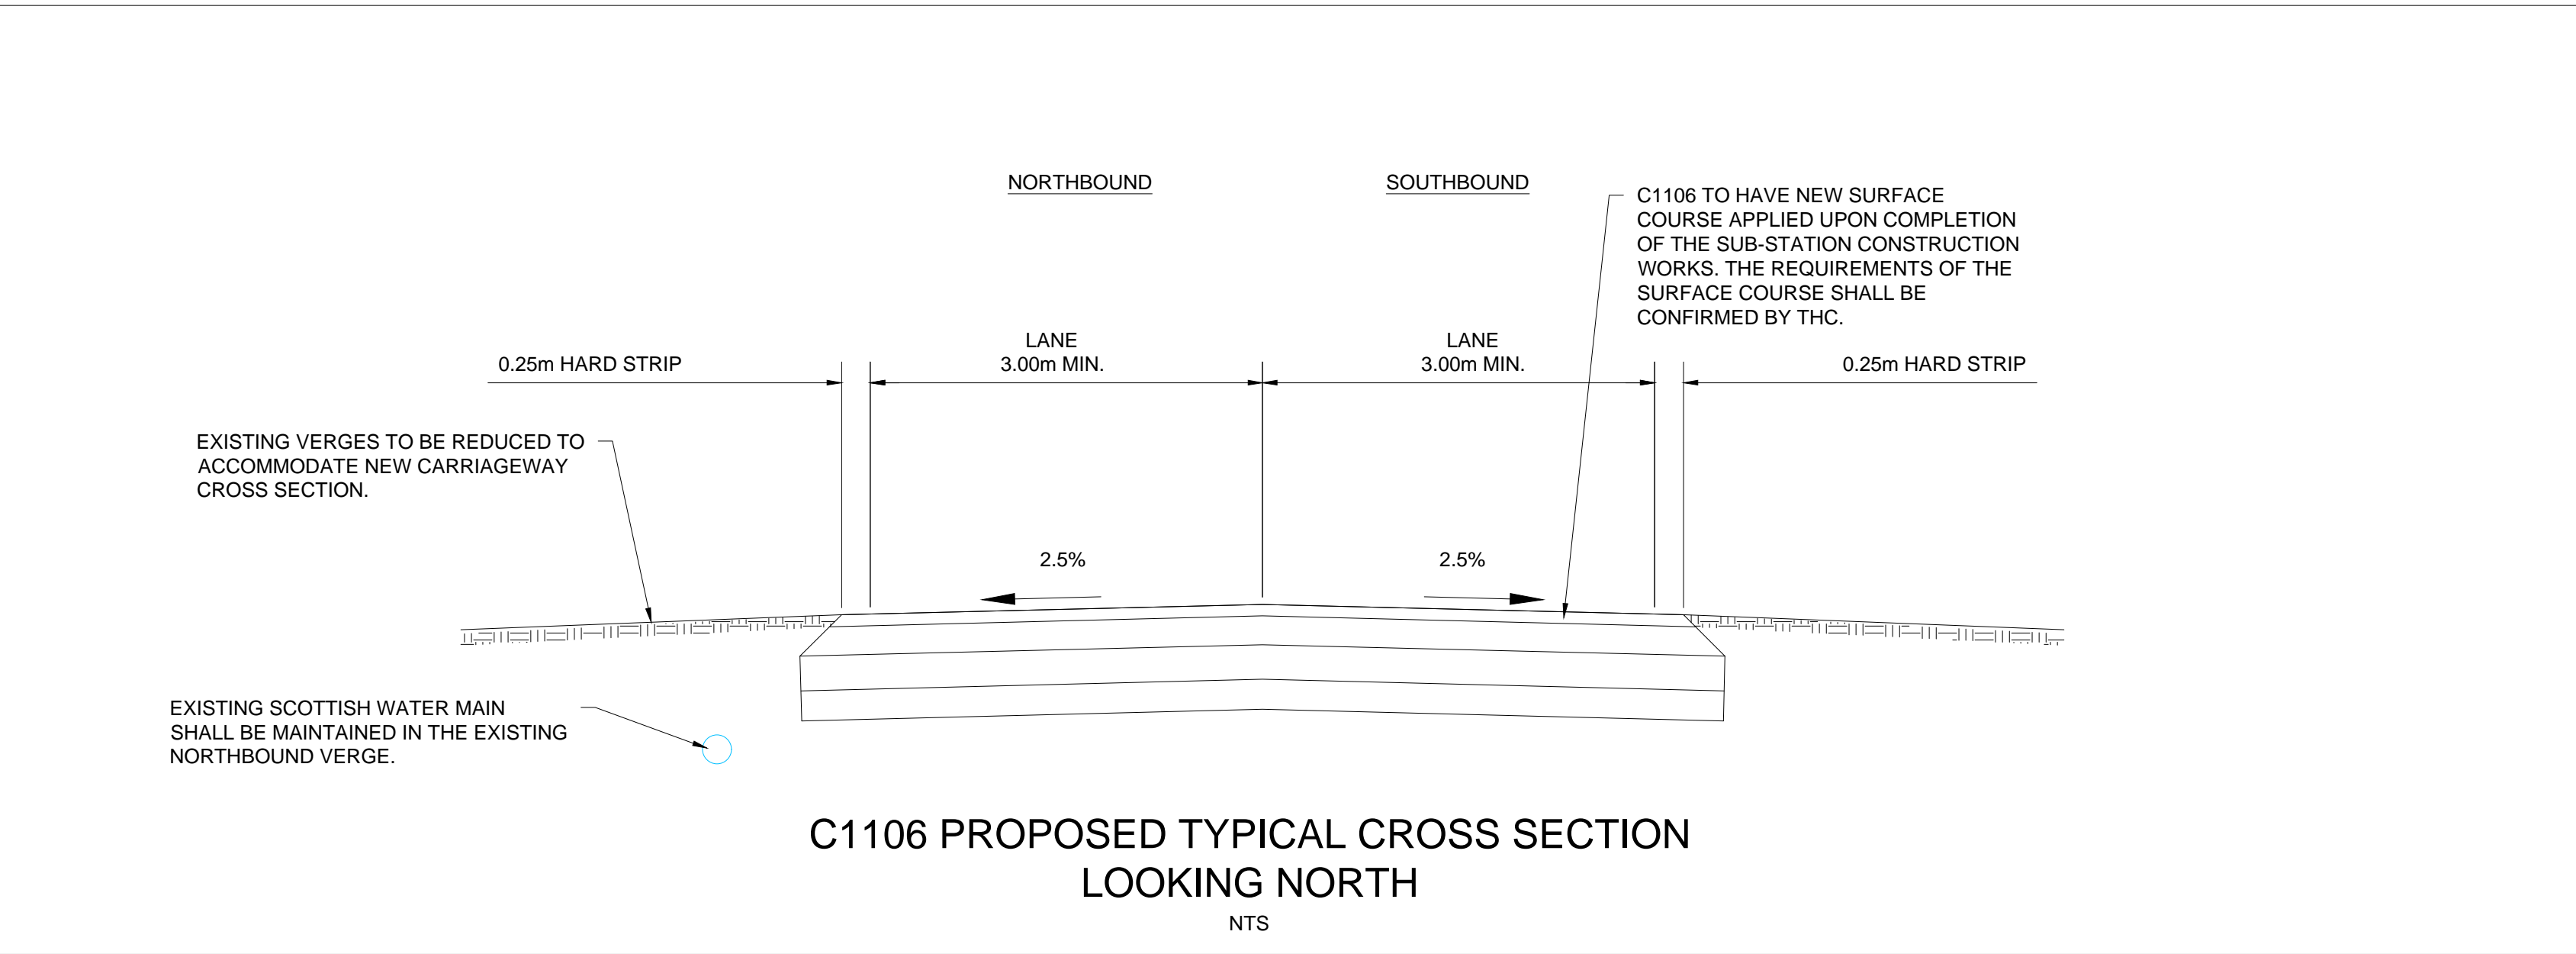 NORTHBOUND
SOUTHBOUND
C1106 TO HAVE NEW SURFACE
COURSE APPLIED UPON COMPLETION
OF THE SUB-STATION CONSTRUCTION
WORKS. THE REQUIREMENTS OF THE
SURFACE COURSE SHALL BE
CONFIRMED BY THC.
0.25m HARD STRIP
LANE
3.00m MIN.
LANE
3.00m MIN.
0.25m HARD STRIP
EXISTING VERGES TO BE REDUCED TO
ACCOMMODATE NEW CARRIAGEWAY
CROSS SECTION.
2.5%
2.5%
EXISTING SCOTTISH WATER MAIN
SHALL BE MAINTAINED IN THE EXISTING
NORTHBOUND VERGE.
C1106 PROPOSED TYPICAL CROSS SECTION
LOOKING NORTH
NTS